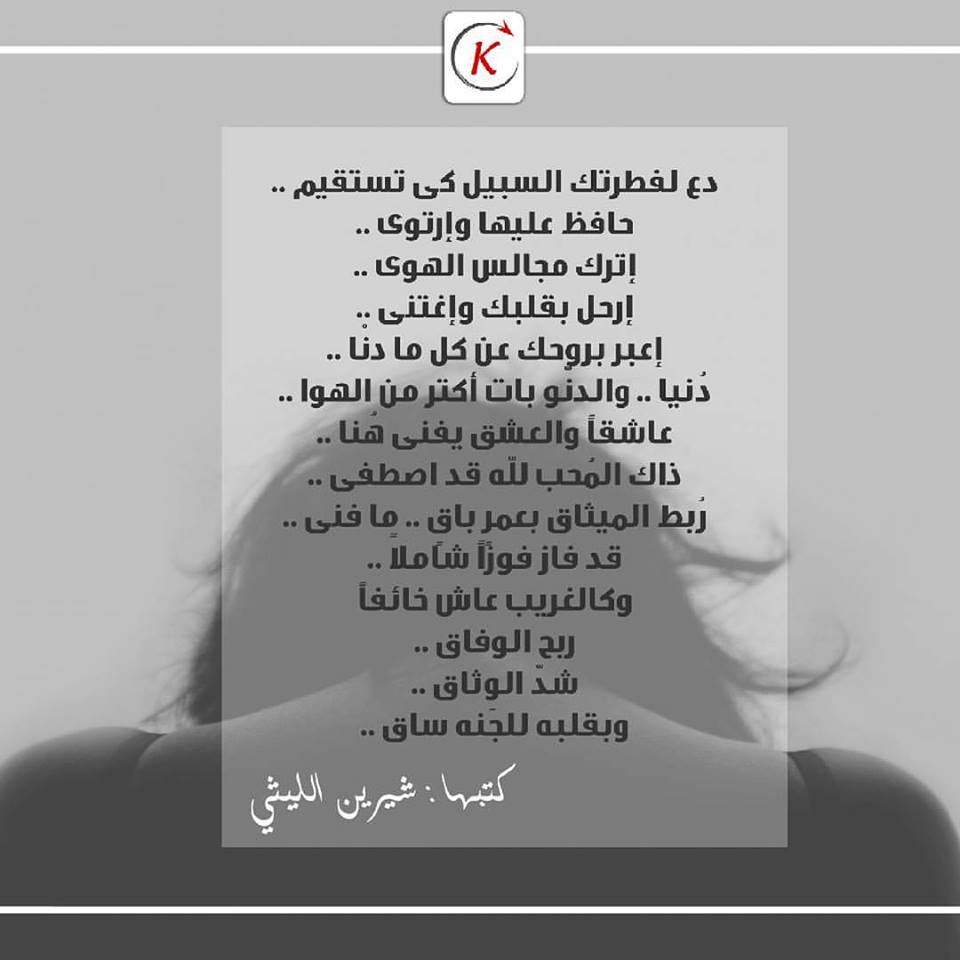 K
دع لفطرتك السبيل كى تستقيم ..
حافظ عليها وإرتوى ..
إترك مجالس الهوى ..
إرحل بقلبك وإغتنى ..
إعبر بروحك عن كل ما دنْا ..
دُنيا .. والدنُو بات أكتر من الهوا ..
عاشقاً والعشق يفنى هُنا ..
ذاك المُحب للّه قد اصطفى ..
رُبط الميثاق بعمر باقٍ .. ما فنى ..
قد فاز فوزاً شاملاً ..
وكالغريب عاش خائفاً
ربح الوفاق ..
شدّ الوثاق ..
وبقلبه للجَنه ساق ..
كتبها : شيرين الليثي